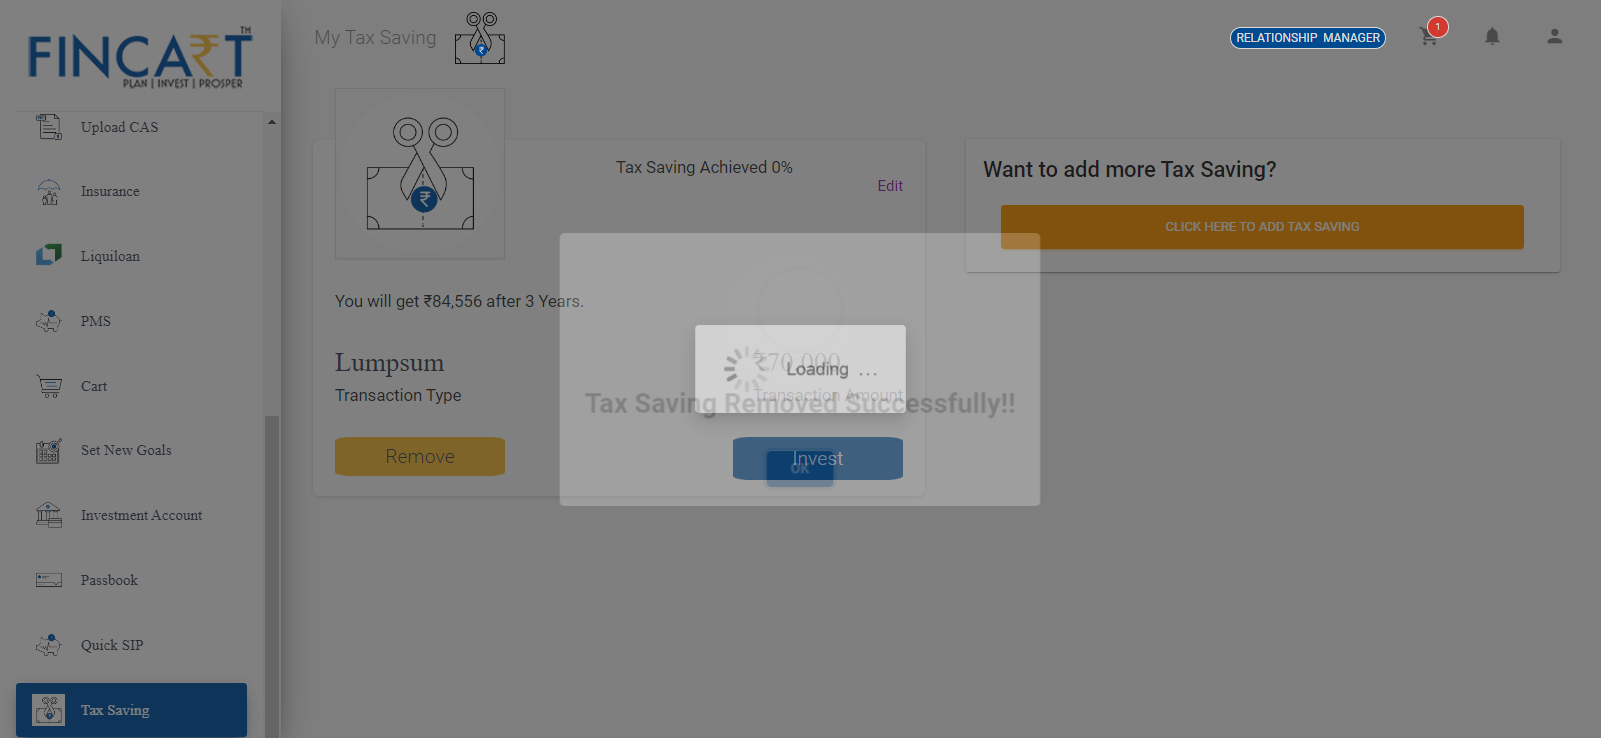 FINCART TM
PLAN | INVEST | PROSPER
Upload CAS
Insurance
Liquiloan
PMS
Cart
Set New Goals
Investment Account
Passbook
Quick SIP
Tax Saving
My Tax Saving
RELATIONSHIP MANAGER
1
Tax Saving Achieved 0%
Edit
You will get ₹84,556 after 3 Years.
Lumpsum
Transaction Type
₹70,000
Transaction Amount
Remove
Invest
Loading ...
Tax Saving Removed Successfully!!
OK
Want to add more Tax Saving?
CLICK HERE TO ADD TAX SAVING